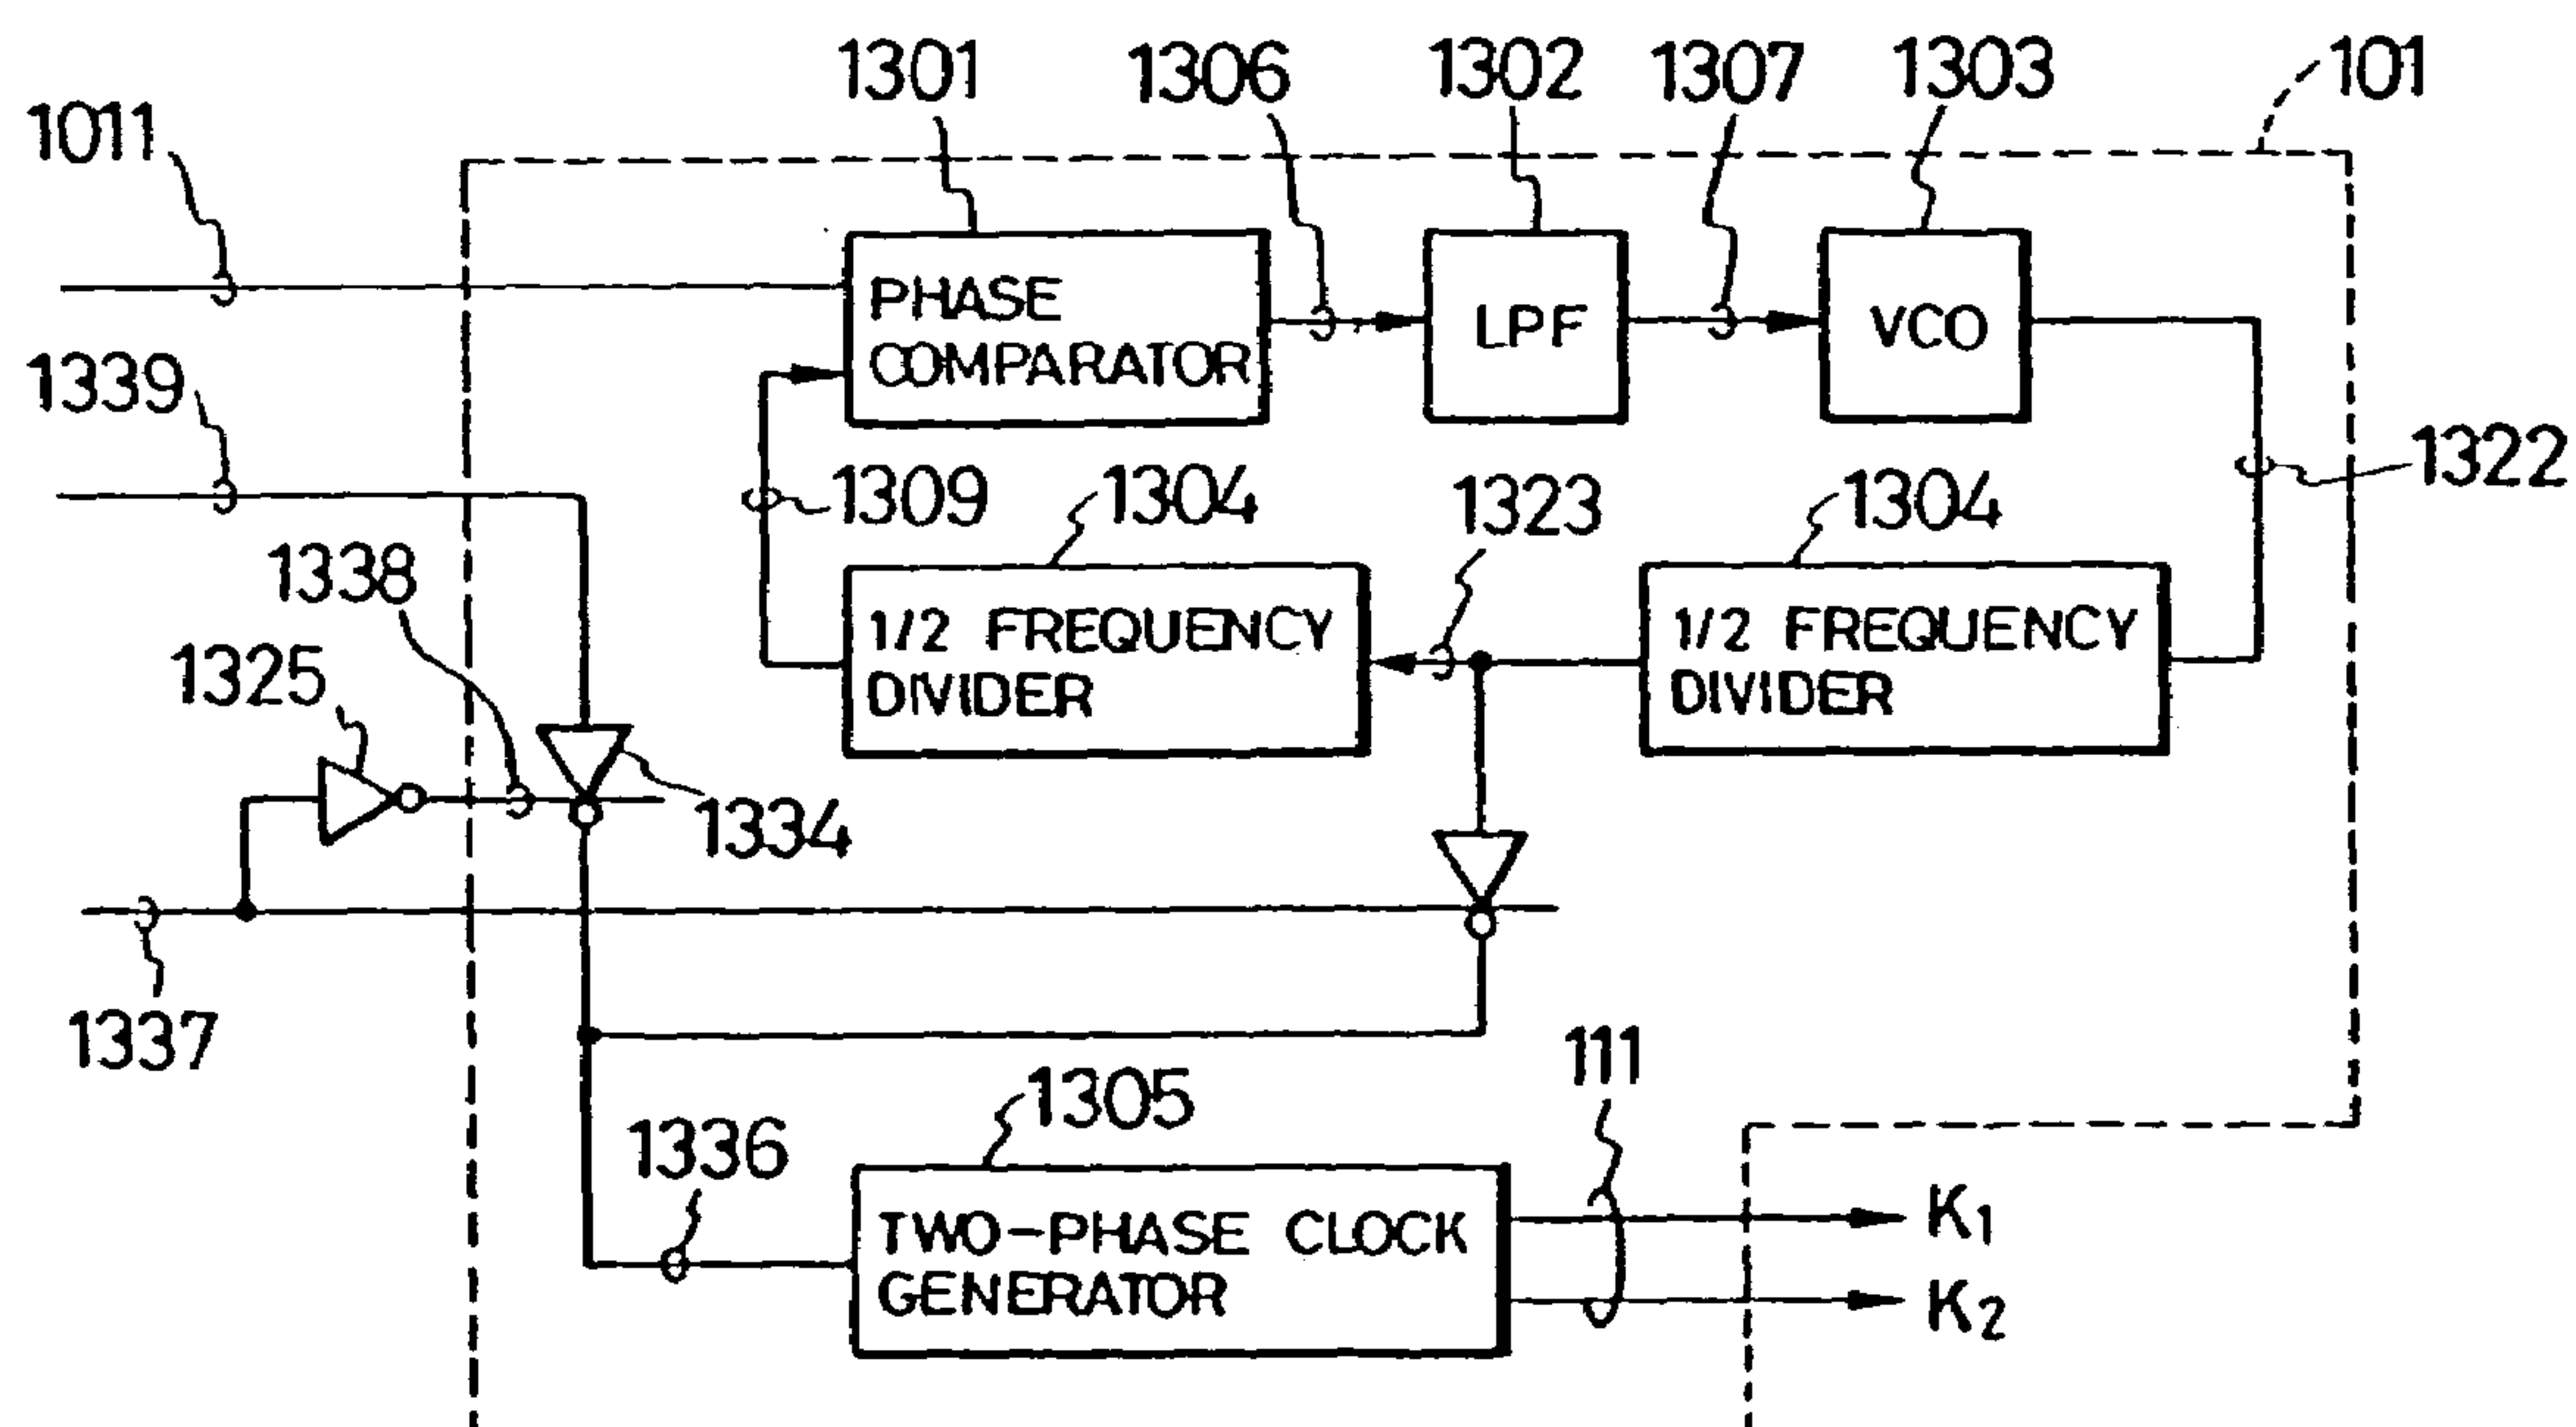 1301
1306
1302
1307
1303
101
1011
PHASE
COMPARATOR
LPF
VCO
1339
1309
1304
1323
1304
1322
1338
1/2 FREQUENCY
DIVIDER
1/2 FREQUENCY
DIVIDER
1325
1334
1337
1305
111
1336
TWO-PHASE CLOCK
GENERATOR
K1
K2